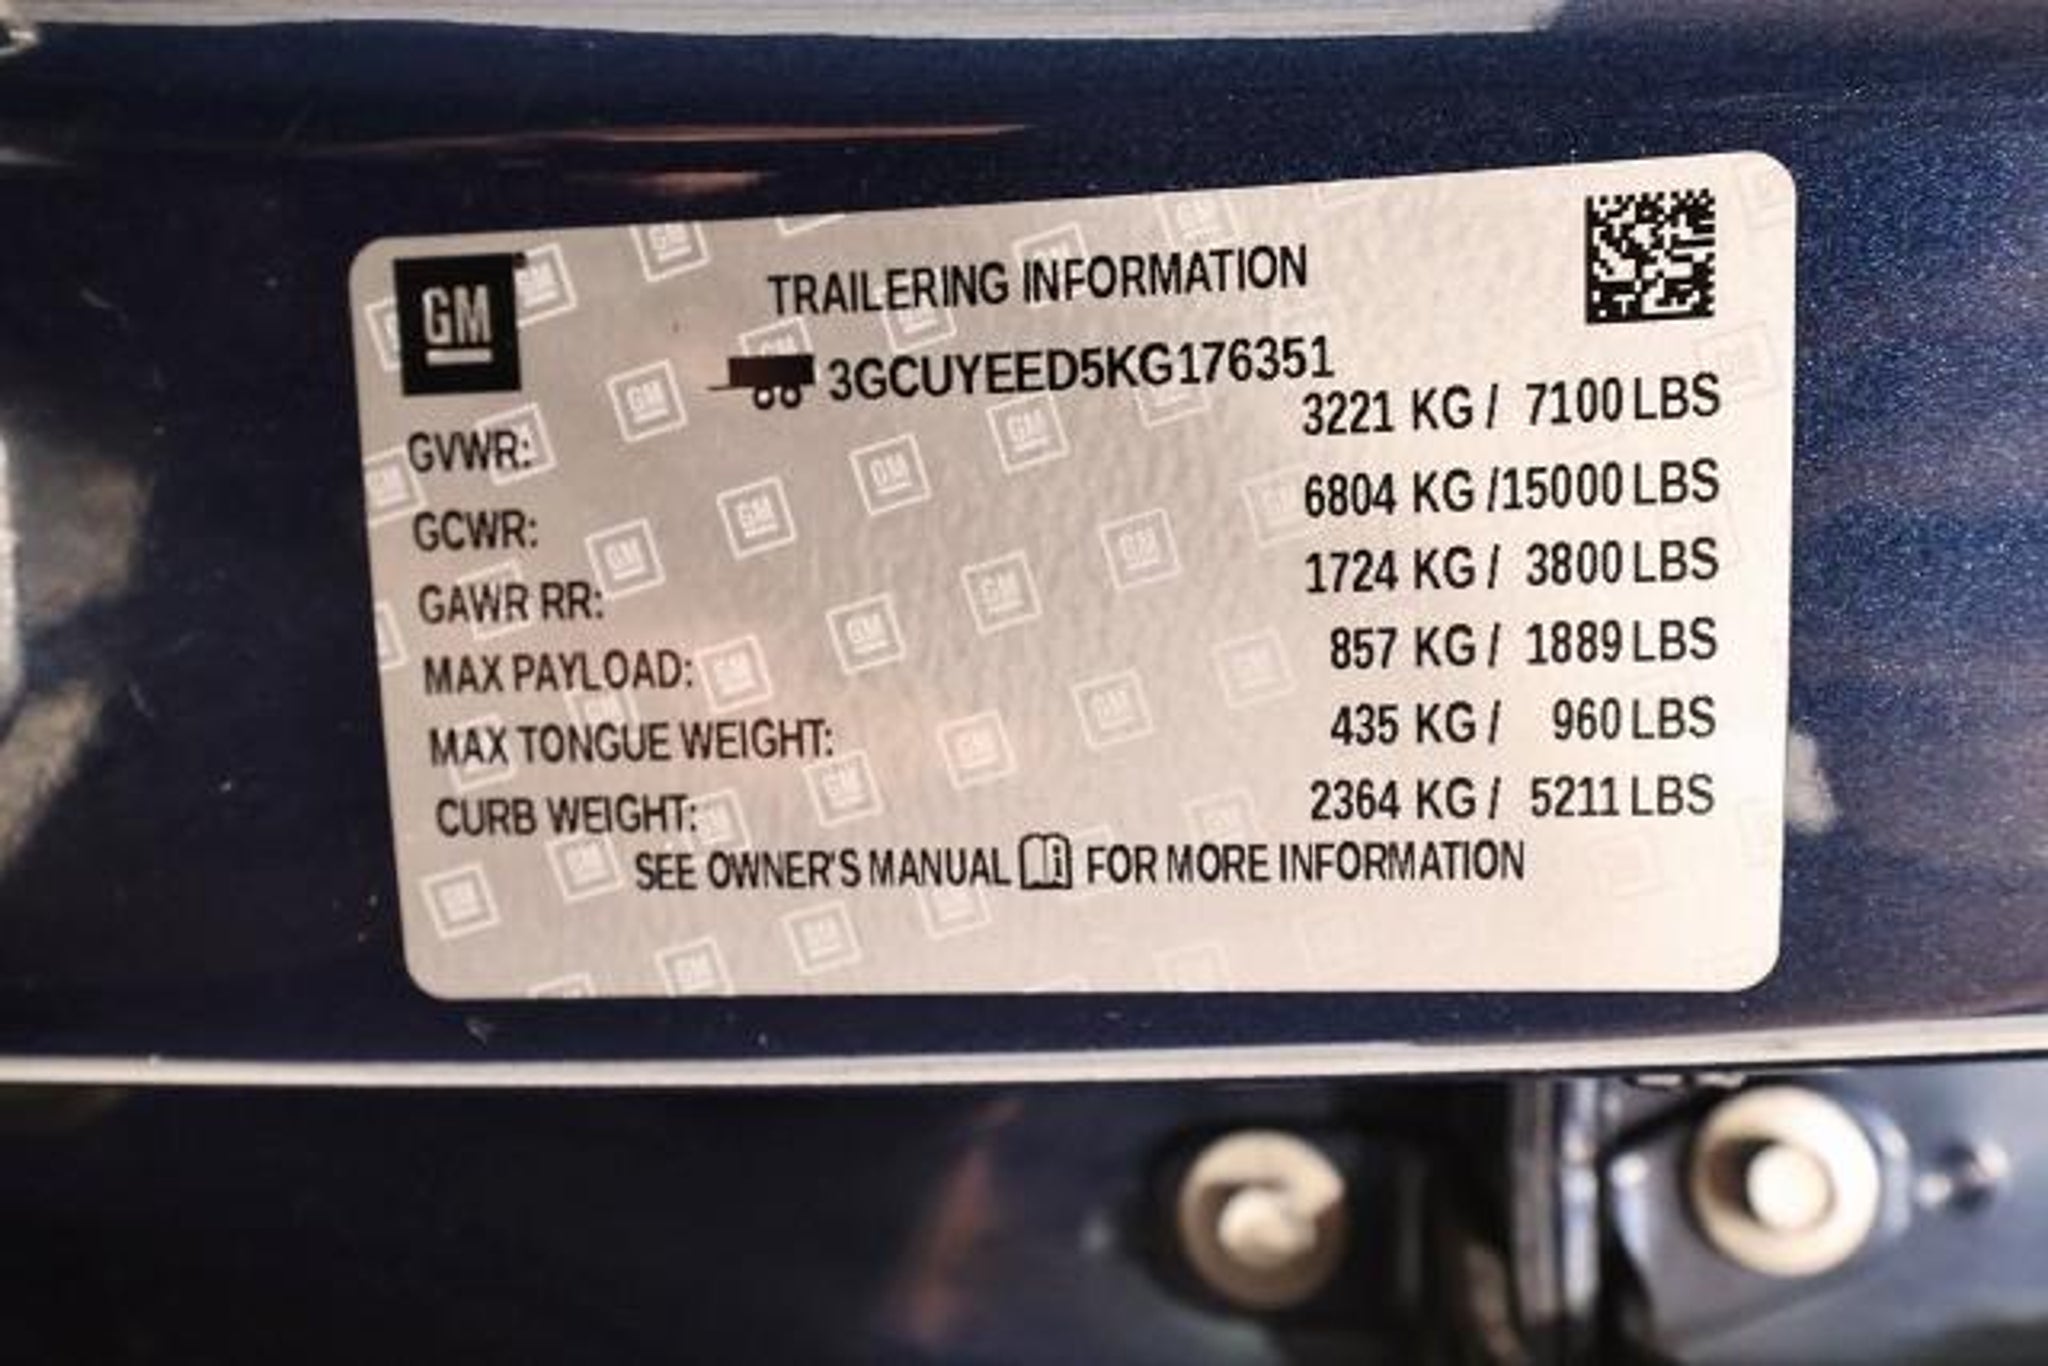 GM
TRAILERING INFORMATION
3GCUYEED5KG176351
GVWR: 3221 KG / 7100 LBS
GCWR: 6804 KG /15000 LBS
GAWR RR: 1724 KG / 3800 LBS
MAX PAYLOAD: 857 KG / 1889 LBS
MAX TONGUE WEIGHT: 435 KG / 960 LBS
CURB WEIGHT: 2364 KG / 5211 LBS
SEE OWNER'S MANUAL FOR MORE INFORMATION